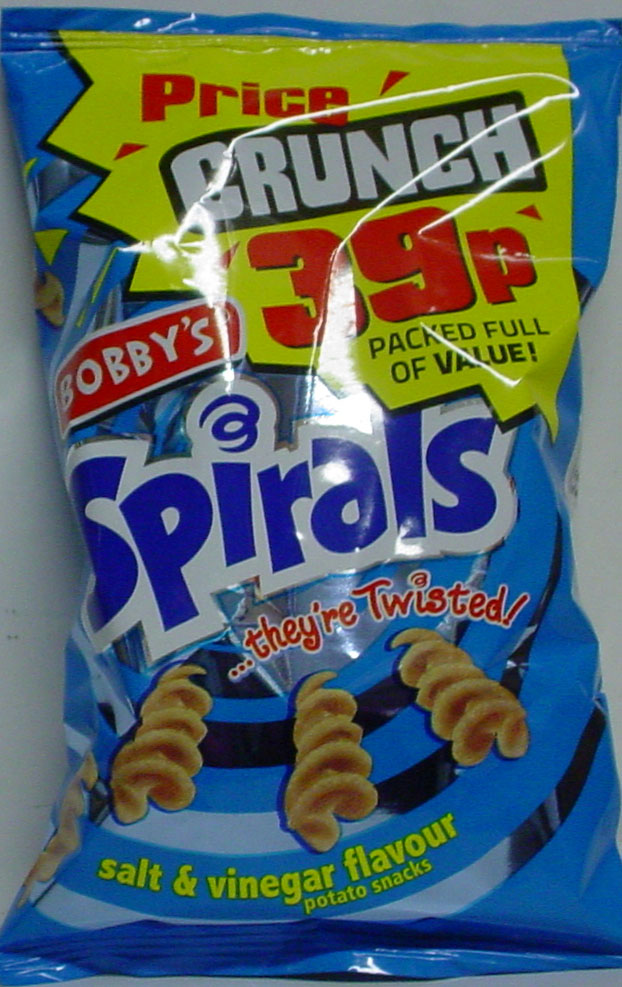 Price
CRUNCH
39p
PACKED FULL
OF VALUE!
BOBBY'S
Spirals
...they're Twisted!
salt & vinegar flavour
potato snacks